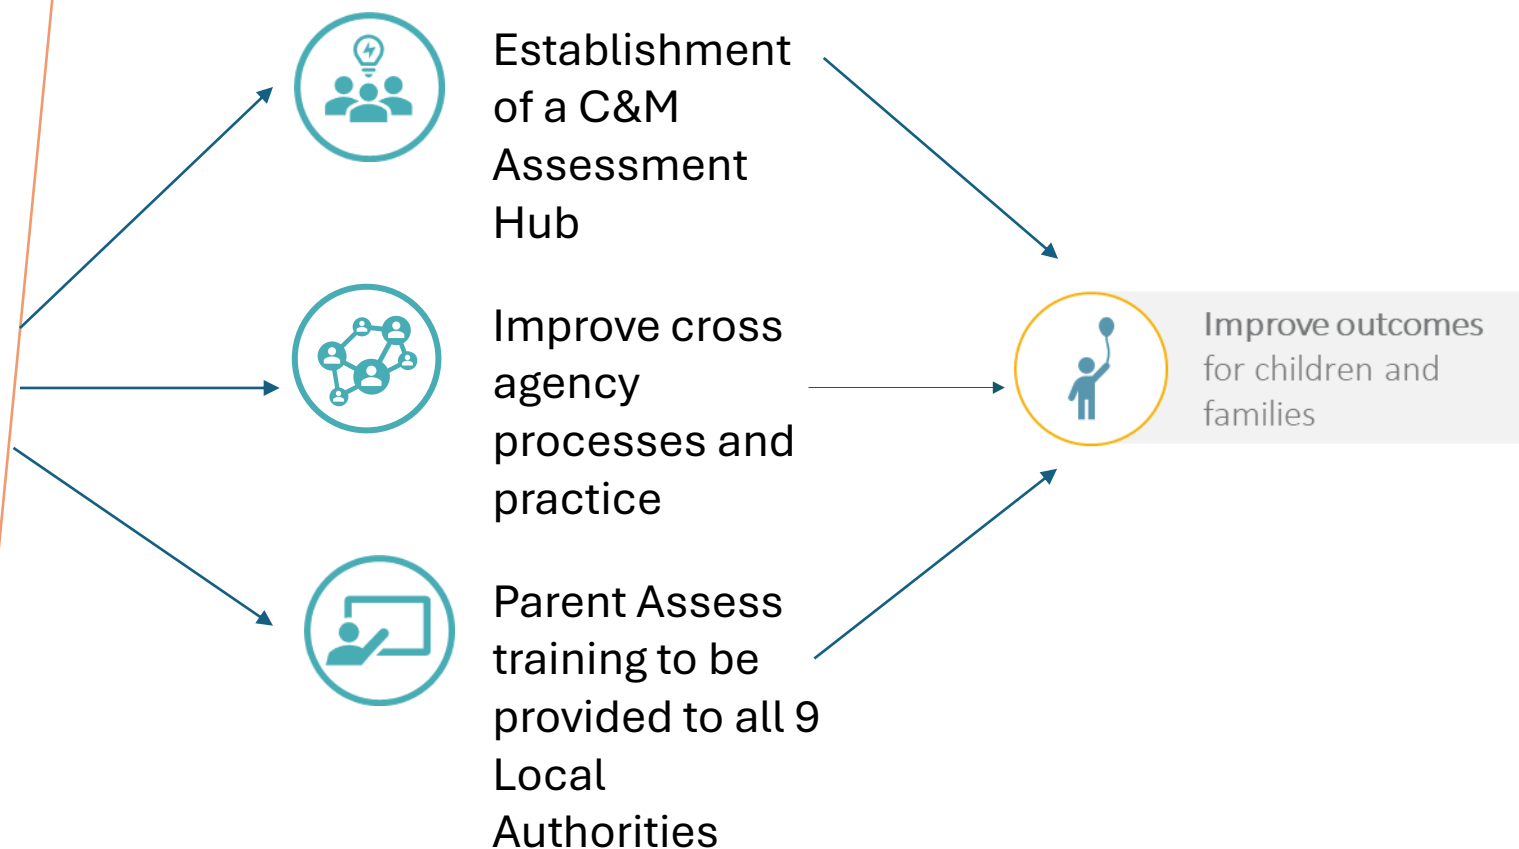 Establishment
of a C&M
Assessment
Hub
Improve cross
agency
processes and
practice
Parent Assess
training to be
provided to all 9
Local
Authorities
Improve outcomes
for children and
families